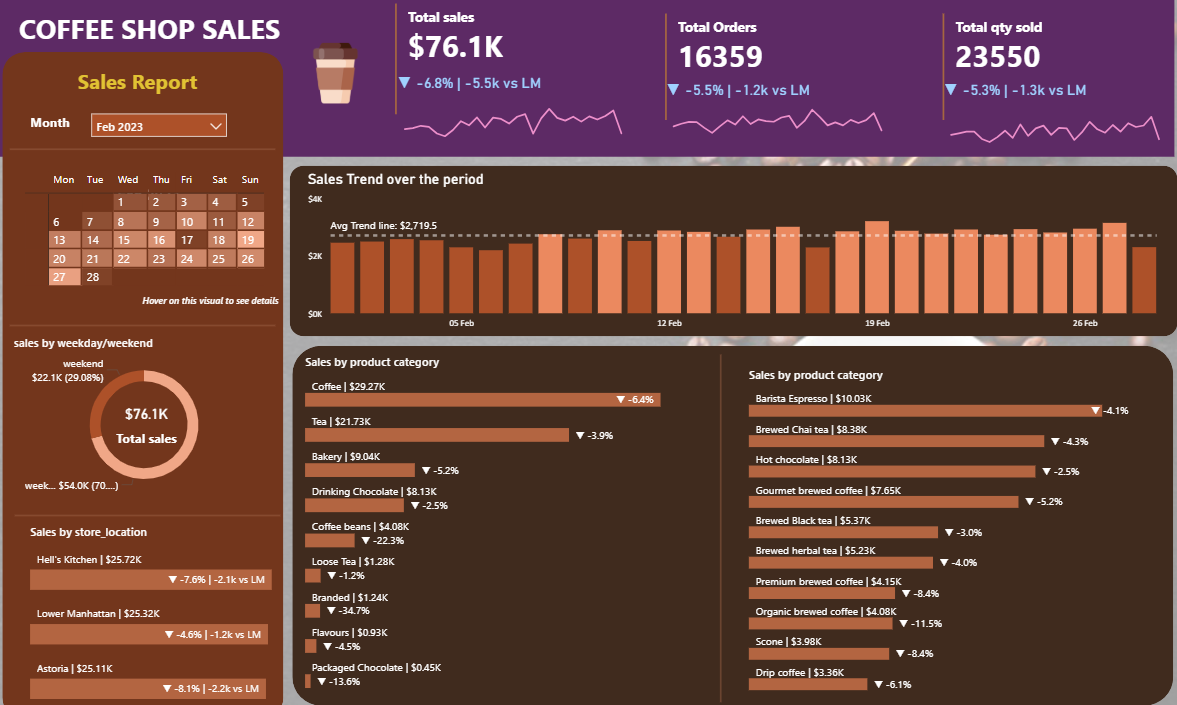 COFFEE SHOP SALES
Total sales
$76.1K
▼ -6.8% | -5.5k vs LM
Total Orders
16359
▼ -5.5% | -1.2k vs LM
Total qty sold
23550
▼ -5.3% | -1.3k vs LM
Sales Report
Month
Feb 2023
Mon Tue Wed Thu Fri Sat Sun
1 2 3 4 5
6 7 8 9 10 11 12
13 14 15 16 17 18 19
20 21 22 23 24 25 26
27 28
Hover on this visual to see details
sales by weekday/weekend
weekend
$22.1K (29.08%)
$76.1K
Total sales
week... $54.0K (70....)
Sales by store_location
Hell's Kitchen | $25.72K
▼ -7.6% | -2.1k vs LM
Lower Manhattan | $25.32K
▼ -4.6% | -1.2k vs LM
Astoria | $25.11K
▼ -8.1% | -2.2k vs LM
Sales Trend over the period
$4K
Avg Trend line: $2,719.5
$2K
$0K
05 Feb 12 Feb 19 Feb 26 Feb
Sales by product category
Coffee | $29.27K
▼ -6.4%
Tea | $21.73K
▼ -3.9%
Bakery | $9.04K
▼ -5.2%
Drinking Chocolate | $8.13K
▼ -2.5%
Coffee beans | $4.08K
▼ -22.3%
Loose Tea | $1.28K
▼ -1.2%
Branded | $1.24K
▼ -34.7%
Flavours | $0.93K
▼ -4.5%
Packaged Chocolate | $0.45K
▼ -13.6%
Sales by product category
Barista Espresso | $10.03K
▼ -4.1%
Brewed Chai tea | $8.38K
▼ -4.3%
Hot chocolate | $8.13K
▼ -2.5%
Gourmet brewed coffee | $7.65K
▼ -5.2%
Brewed Black tea | $5.37K
▼ -3.0%
Brewed herbal tea | $5.23K
▼ -4.0%
Premium brewed coffee | $4.15K
▼ -8.4%
Organic brewed coffee | $4.08K
▼ -11.5%
Scone | $3.98K
▼ -8.4%
Drip coffee | $3.36K
▼ -6.1%